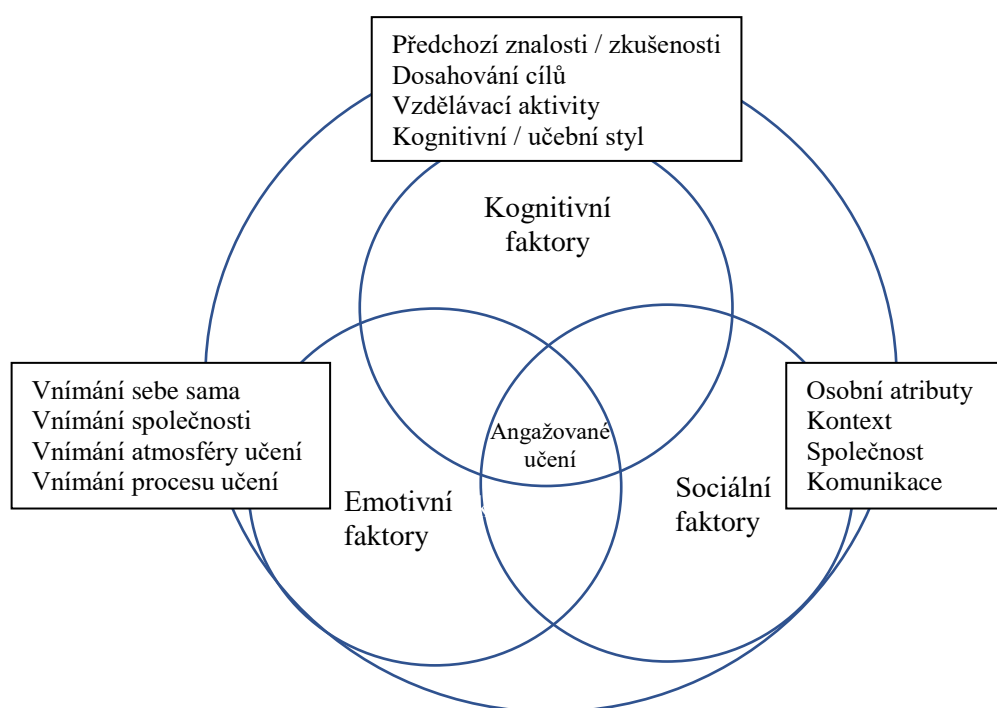 Předchozí znalosti / zkušenosti
Dosahování cílů
Vzdělávací aktivity
Kognitivní / učební styl
Kognitivní
faktory
Vnímání sebe sama
Vnímání společnosti
Vnímání atmosféry učení
Vnímání procesu učení
Osobní atributy
Kontext
Společnost
Komunikace
Angažované
učení
Emotivní
faktory
Sociální
faktory